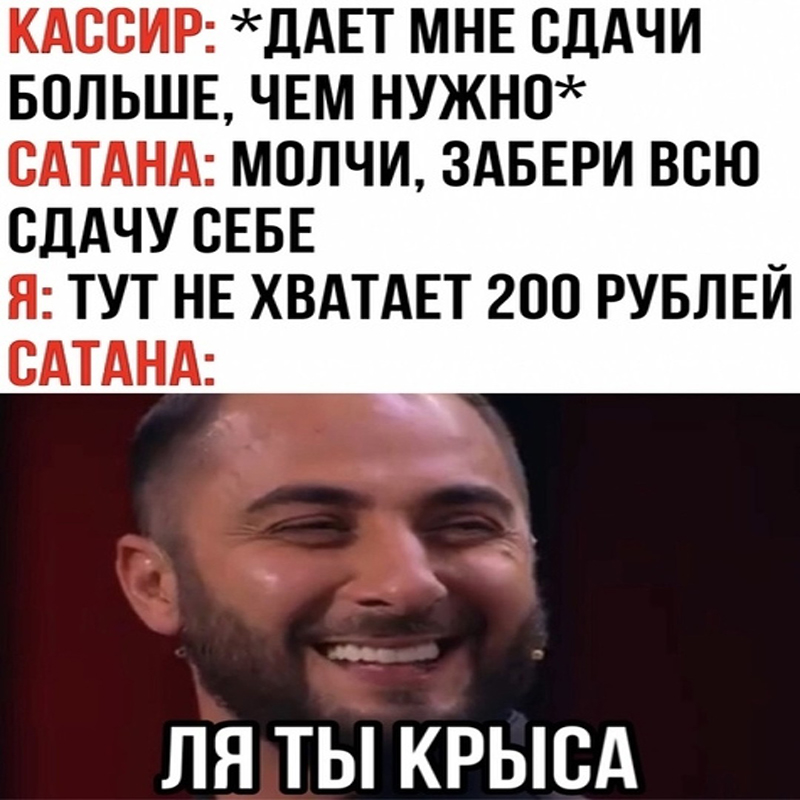 КАССИР: *ДАЕТ МНЕ СДАЧИ
БОЛЬШЕ, ЧЕМ НУЖНО*
САТАНА: МОЛЧИ, ЗАБЕРИ ВСЮ
СДАЧУ СЕБЕ
Я: ТУТ НЕ ХВАТАЕТ 200 РУБЛЕЙ
САТАНА:
ЛЯ ТЫ КРЫСА